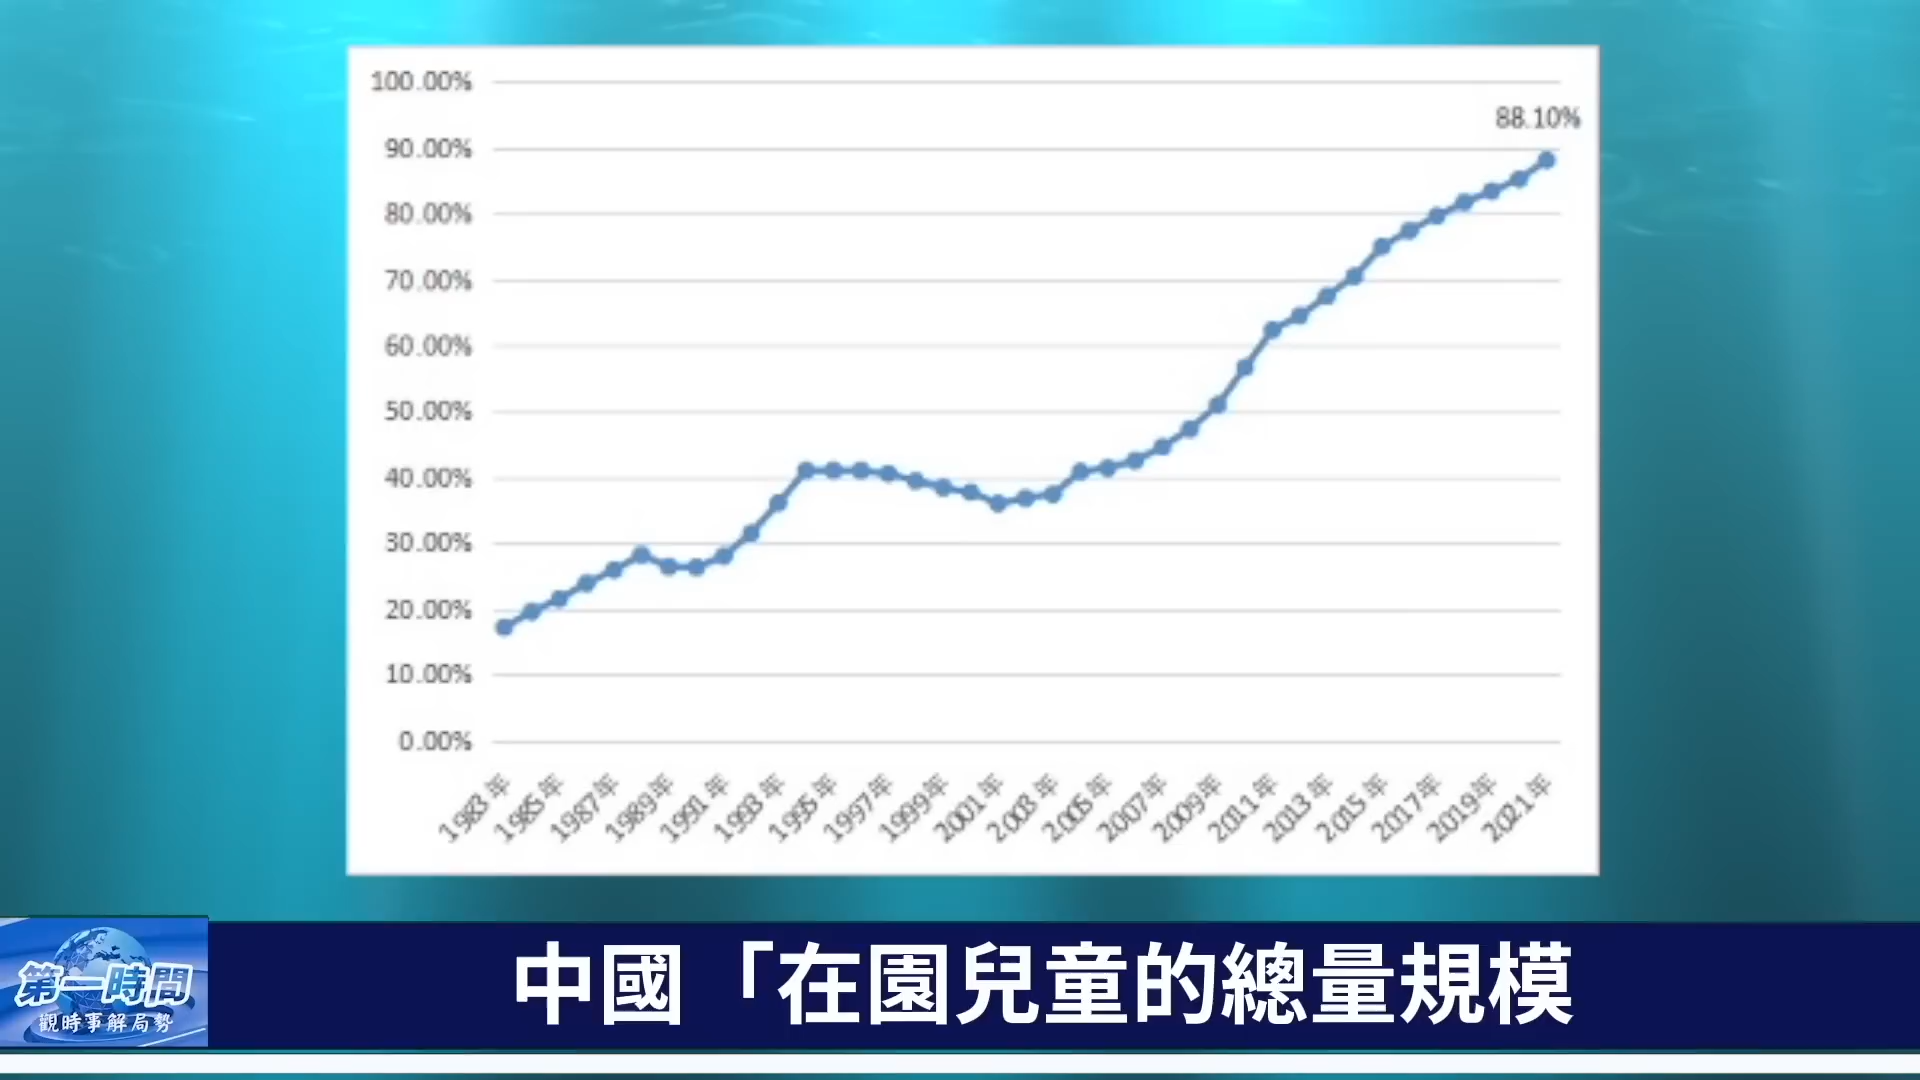 100.00%
88.10%
90.00%
80.00%
70.00%
60.00%
50.00%
40.00%
30.00%
20.00%
10.00%
0.00%
1983年
1985年
1987年
1989年
1991年
1993年
1995年
1997年
1999年
2001年
2003年
2005年
2007年
2009年
2011年
2013年
2015年
2017年
2019年
2021年
中國「在園兒童的總量規模
第一時間
觀時事解局勢